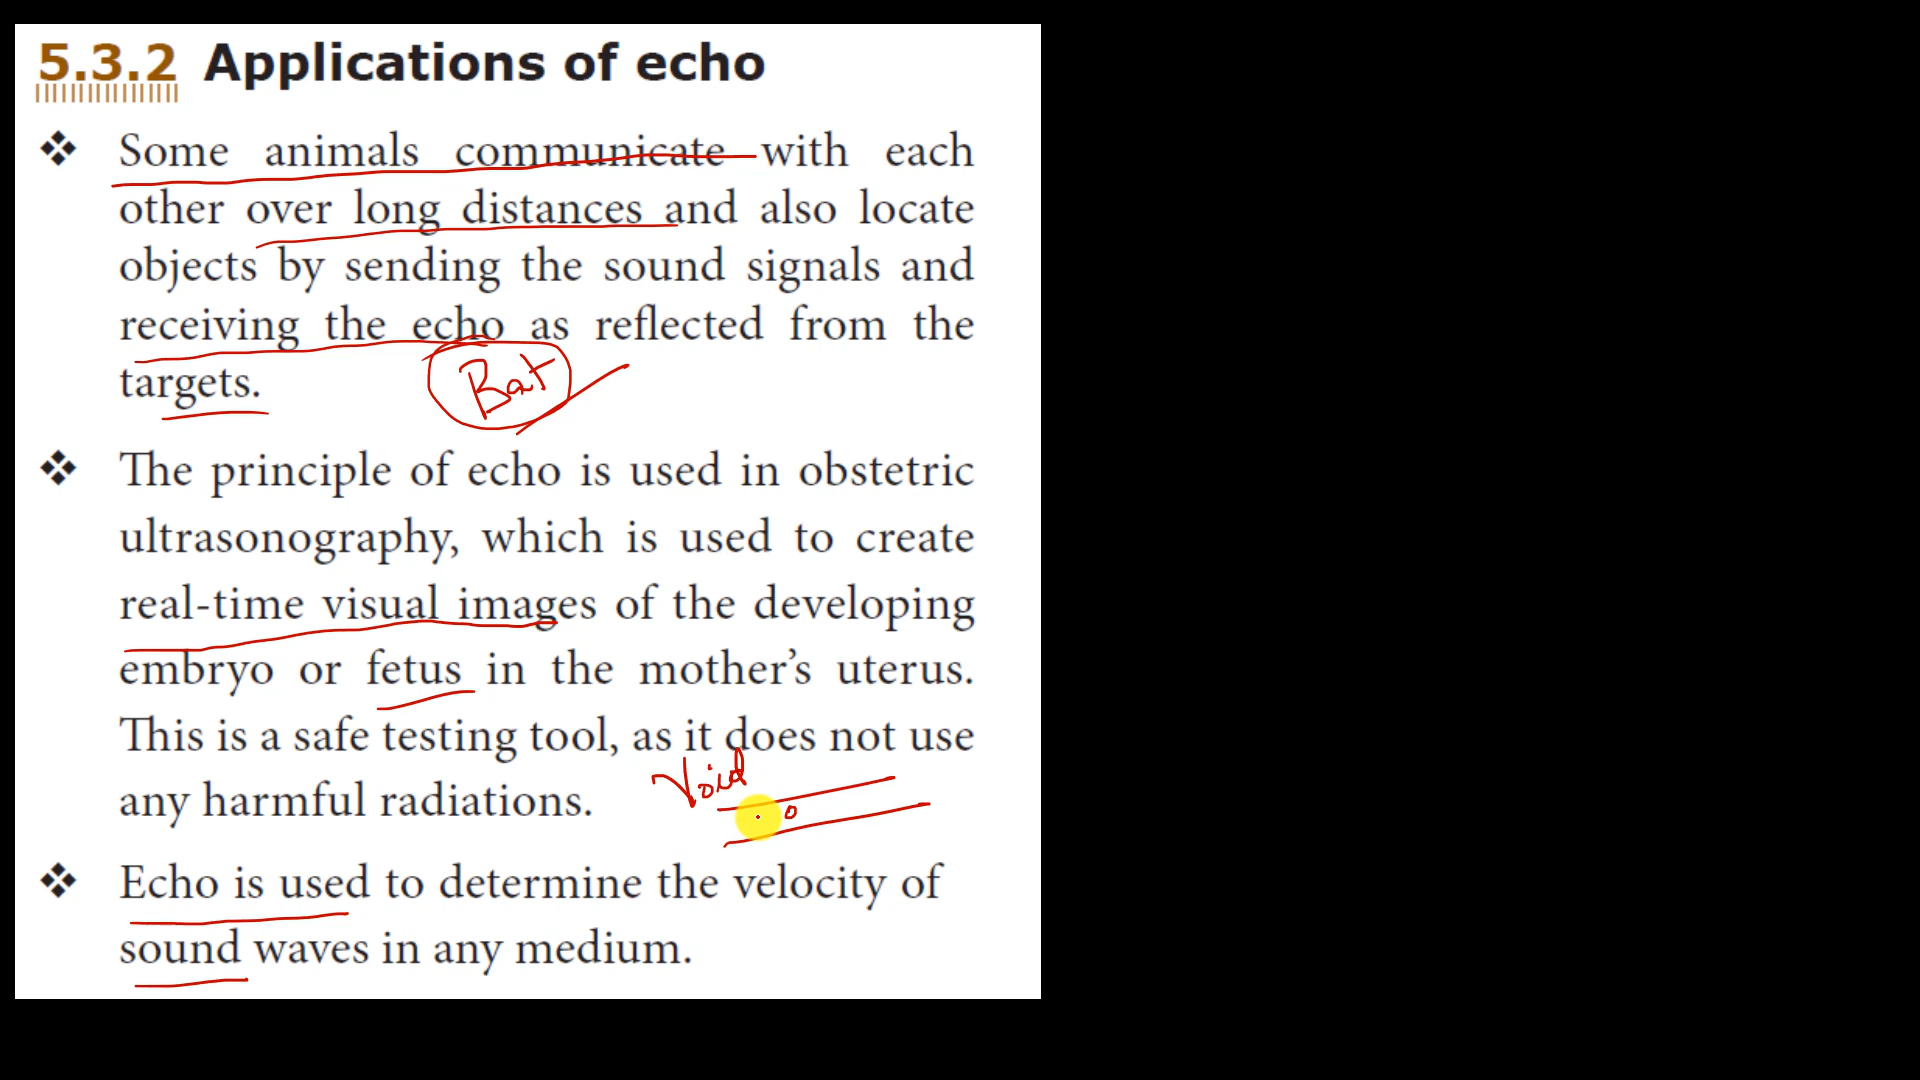 5.3.2 Applications of echo
❖ Some animals communicate with each
other over long distances and also locate
objects by sending the sound signals and
receiving the echo as reflected from the
targets.
Bat
❖ The principle of echo is used in obstetric
ultrasonography, which is used to create
real-time visual images of the developing
embryo or fetus in the mother’s uterus.
This is a safe testing tool, as it does not use
any harmful radiations.
Void
❖ Echo is used to determine the velocity of
sound waves in any medium.